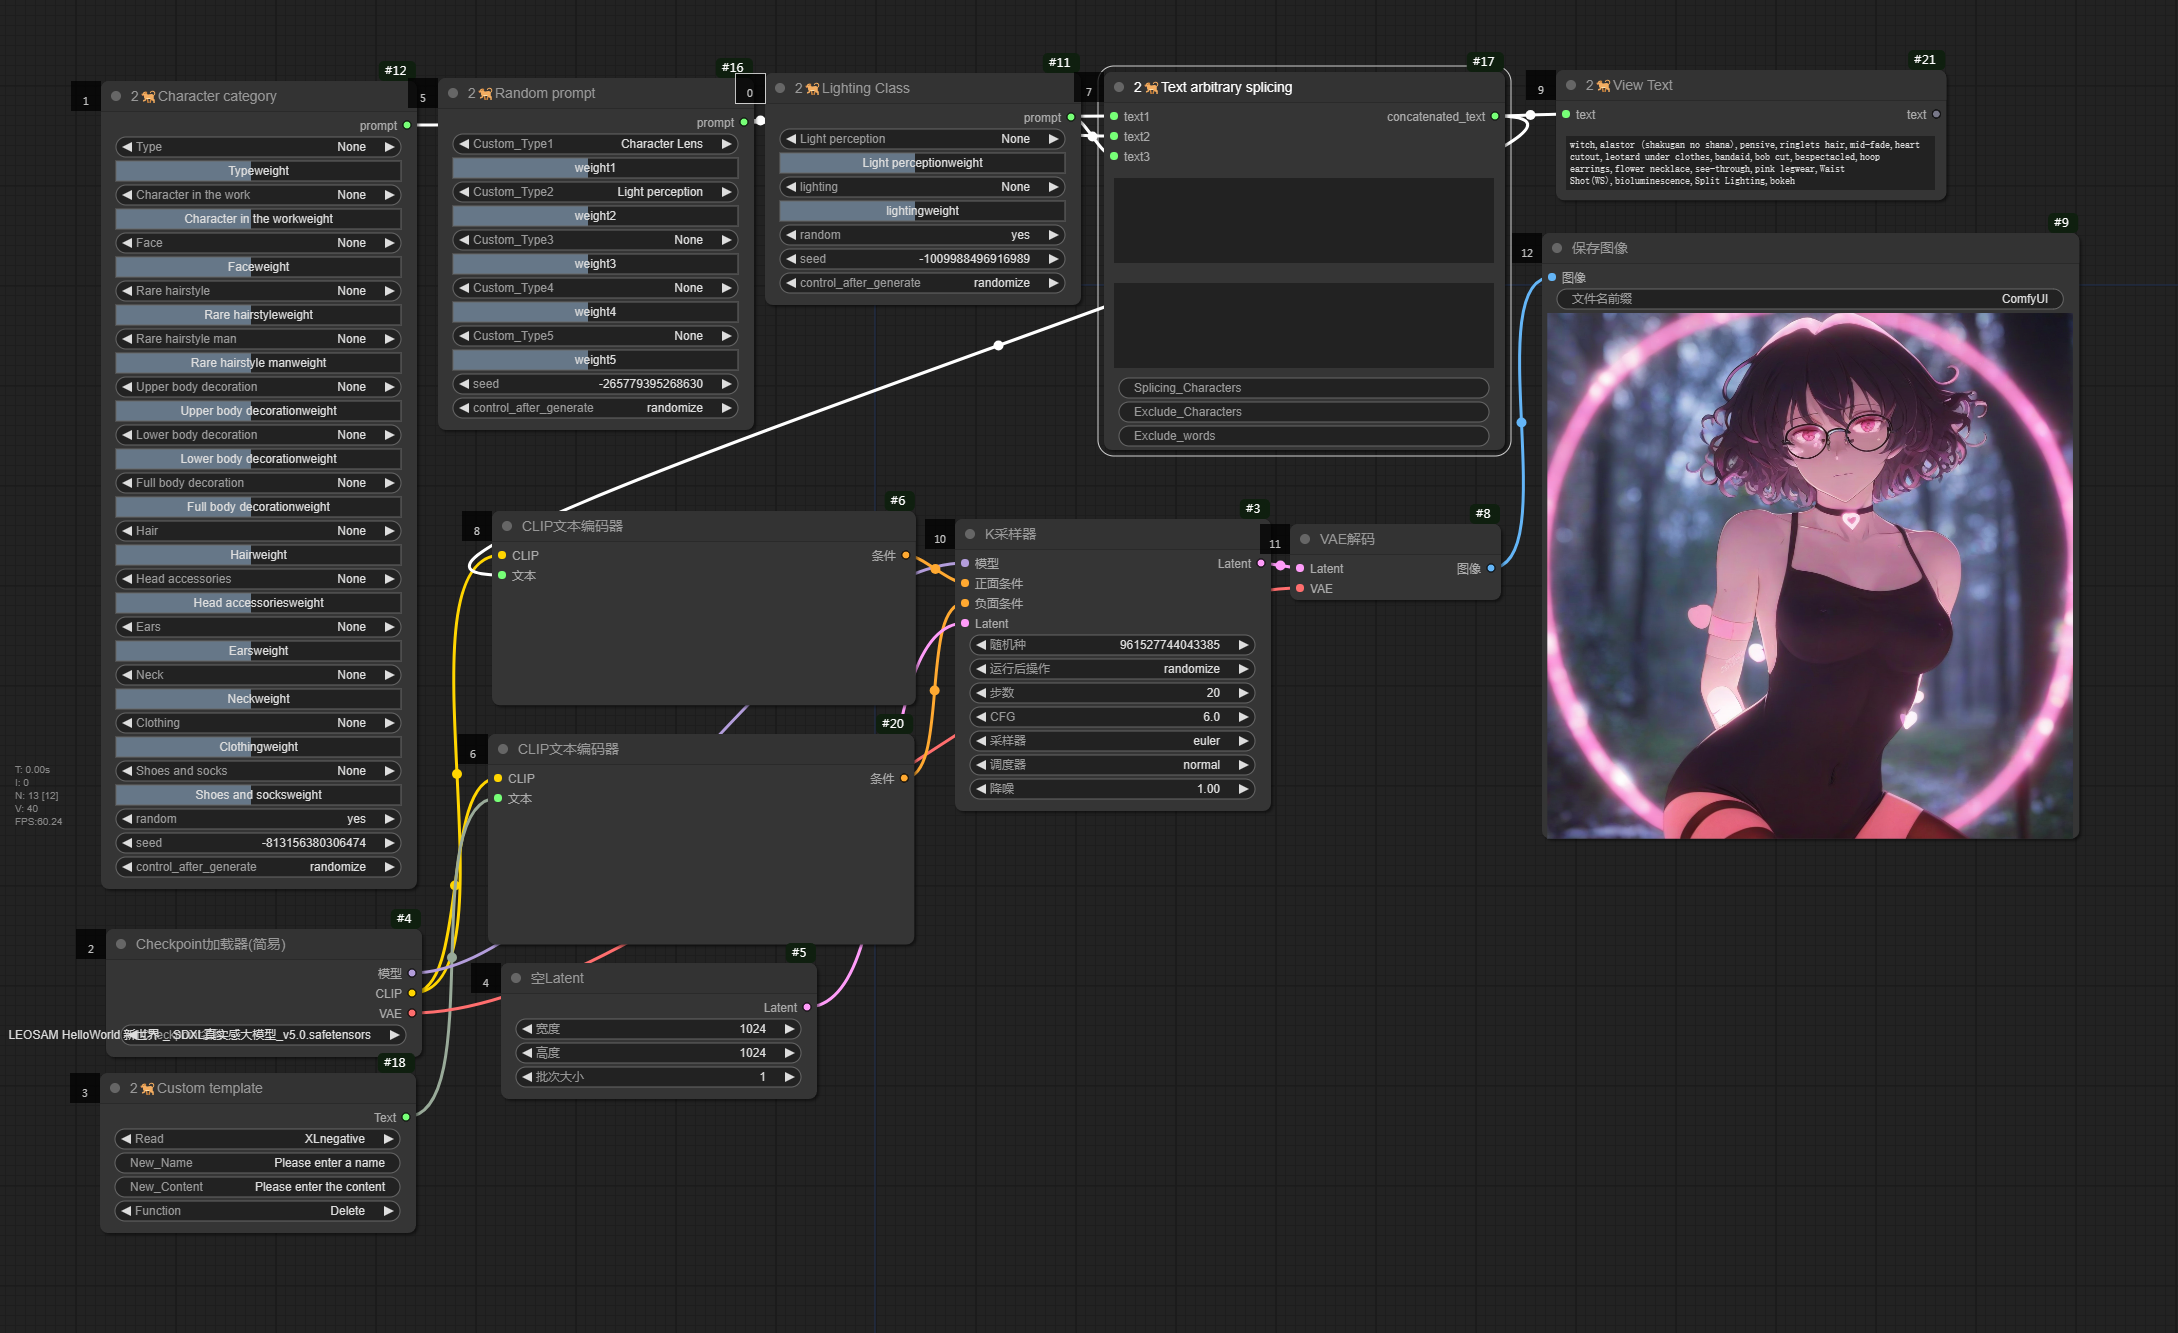 #12
1
2 Character category
prompt
Type None
Typeweight
Character in the work None
Character in the workweight
Face None
Faceweight
Rare hairstyle None
Rare hairstyleweight
Rare hairstyle man None
Rare hairstyle manweight
Upper body decoration None
Upper body decorationweight
Lower body decoration None
Lower body decorationweight
Full body decoration None
Full body decorationweight
Hair None
Hairweight
Head accessories None
Head accessoriesweight
Ears None
Earsweight
Neck None
Neckweight
Clothing None
Clothingweight
Shoes and socks None
Shoes and socksweight
random yes
seed -813156380306474
control_after_generate randomize
#16
5
2 Random prompt
prompt
Custom_Type1 Character Lens
weight1
Custom_Type2 Light perception
weight2
Custom_Type3 None
weight3
Custom_Type4 None
weight4
Custom_Type5 None
weight5
seed -265779395268630
control_after_generate randomize
#11
0
2 Lighting Class
prompt
Light perception None
Light perceptionweight
lighting None
lightingweight
random yes
seed -1009988496916989
control_after_generate randomize
#17
7
2 Text arbitrary splicing
text1 concatenated_text
text2
text3
Splicing_Characters
Exclude_Characters
Exclude_words
#21
9
2 View Text
text text
witch,alastor (shakugan no shana),pensive,ringlets hair,mid-fade,heart
cutout,leotard under clothes,bandaid,bob cut,bespectacled,hoop
earrings,flower necklace,see-through,pink legwear,Waist
Shot(WS),bioluminescence,Split Lighting,bokeh
#9
12
保存图像
图像
文件名前缀 ComfyUI
#6
8
CLIP文本编码器
CLIP 条件
文本
#20
6
CLIP文本编码器
CLIP 条件
文本
#3
10
K采样器
模型 Latent
正面条件
负面条件
Latent
随机种 961527744043385
运行后操作 randomize
步数 20
CFG 6.0
采样器 euler
调度器 normal
降噪 1.00
#8
11
VAE解码
Latent 图像
VAE
T: 0.00s
I: 0
N: 13 [12]
V: 40
FPS:60.24
#4
2
Checkpoint加载器(简易)
模型
CLIP
VAE
LEOSAM HelloWorld 新世界_ SDXL真实感大模型_v5.0.safetensors
#5
4
空Latent
Latent
宽度 1024
高度 1024
批次大小 1
#18
3
2 Custom template
Text
Read XLnegative
New_Name Please enter a name
New_Content Please enter the content
Function Delete